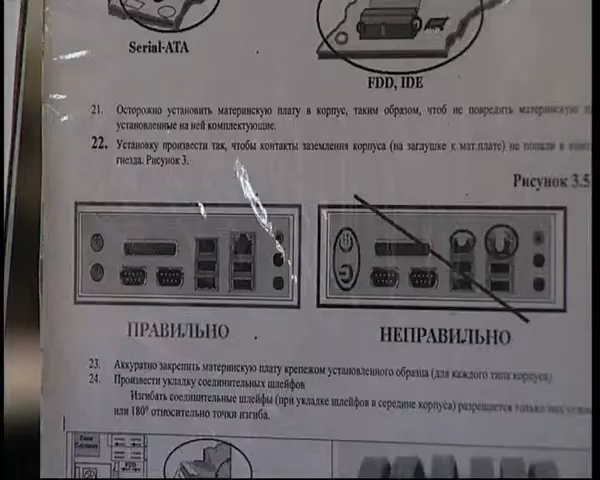 Serial-ATA
FDD, IDE
21. Осторожно установить материнскую плату в корпус, таким образом, чтоб не повредить материнскую
установленные на ней комплектующие.
22. Установку произвести так, чтобы контакты заземления корпуса (на заглушке к мат.плате) не попали в
гнезда. Рисунок 3.
Рисунок 3.5
ПРАВИЛЬНО
НЕПРАВИЛЬНО
23. Аккуратно закрепить материнскую плату крепежом установленного образца (для каждого типа корпуса)
24. Произвести укладку соединительных шлейфов
Изгибать соединительные шлейфы (при укладке шлейфов в середине корпуса) разрешается только под
или 180° относительно точки изгиба.
FDD